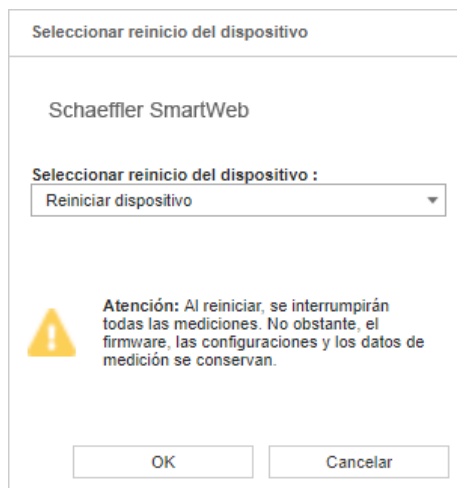 Seleccionar reinicio del dispositivo
Schaeffler SmartWeb
Seleccionar reinicio del dispositivo :
Reiniciar dispositivo
Atención: Al reiniciar, se interrumpirán
todas las mediciones. No obstante, el
firmware, las configuraciones y los datos de
medición se conservan.
OK
Cancelar